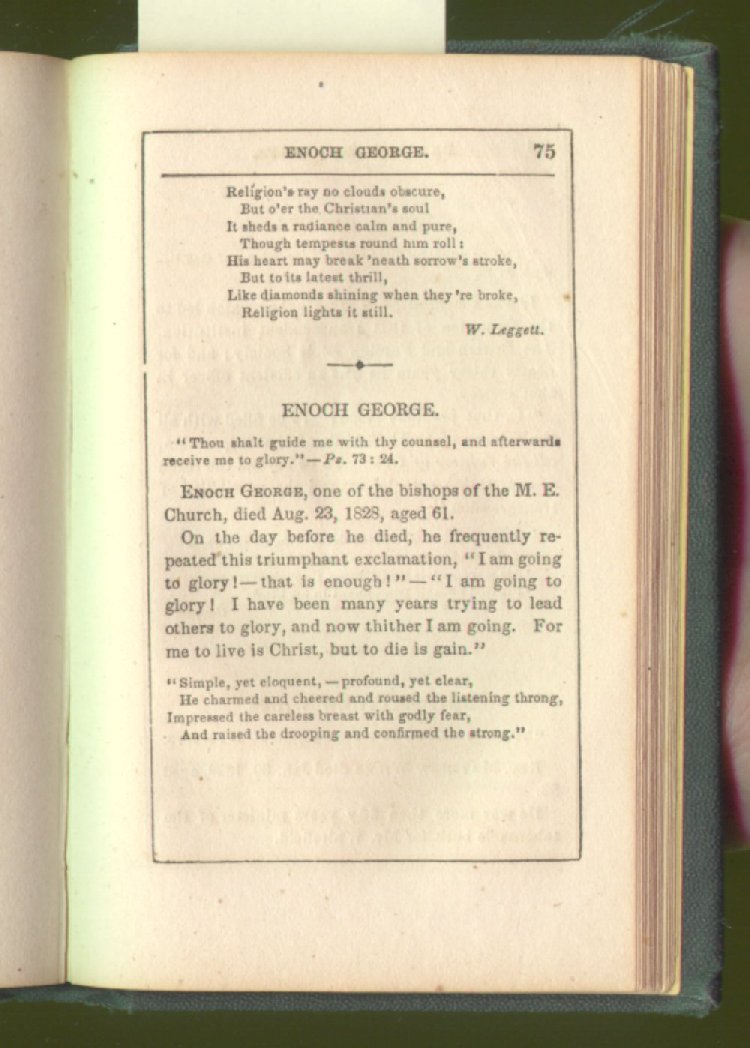 ENOCH GEORGE. 75
Religion's ray no clouds obscure,
But o'er the Christian's soul
It sheds a radiance calm and pure,
Though tempests round him roll:
His heart may break 'neath sorrow's stroke,
But to its latest thrill,
Like diamonds shining when they 're broke,
Religion lights it still.
W. Leggett.
ENOCH GEORGE.
"Thou shalt guide me with thy counsel, and afterwards
receive me to glory."—Ps. 73 : 24.
ENOCH GEORGE, one of the bishops of the M. E.
Church, died Aug. 23, 1828, aged 61.
On the day before he died, he frequently re-
peated this triumphant exclamation, "I am going
to glory!—that is enough!"—"I am going to
glory! I have been many years trying to lead
others to glory, and now thither I am going. For
me to live is Christ, but to die is gain."
"Simple, yet eloquent,—profound, yet clear,
He charmed and cheered and roused the listening throng,
Impressed the careless breast with godly fear,
And raised the drooping and confirmed the strong."